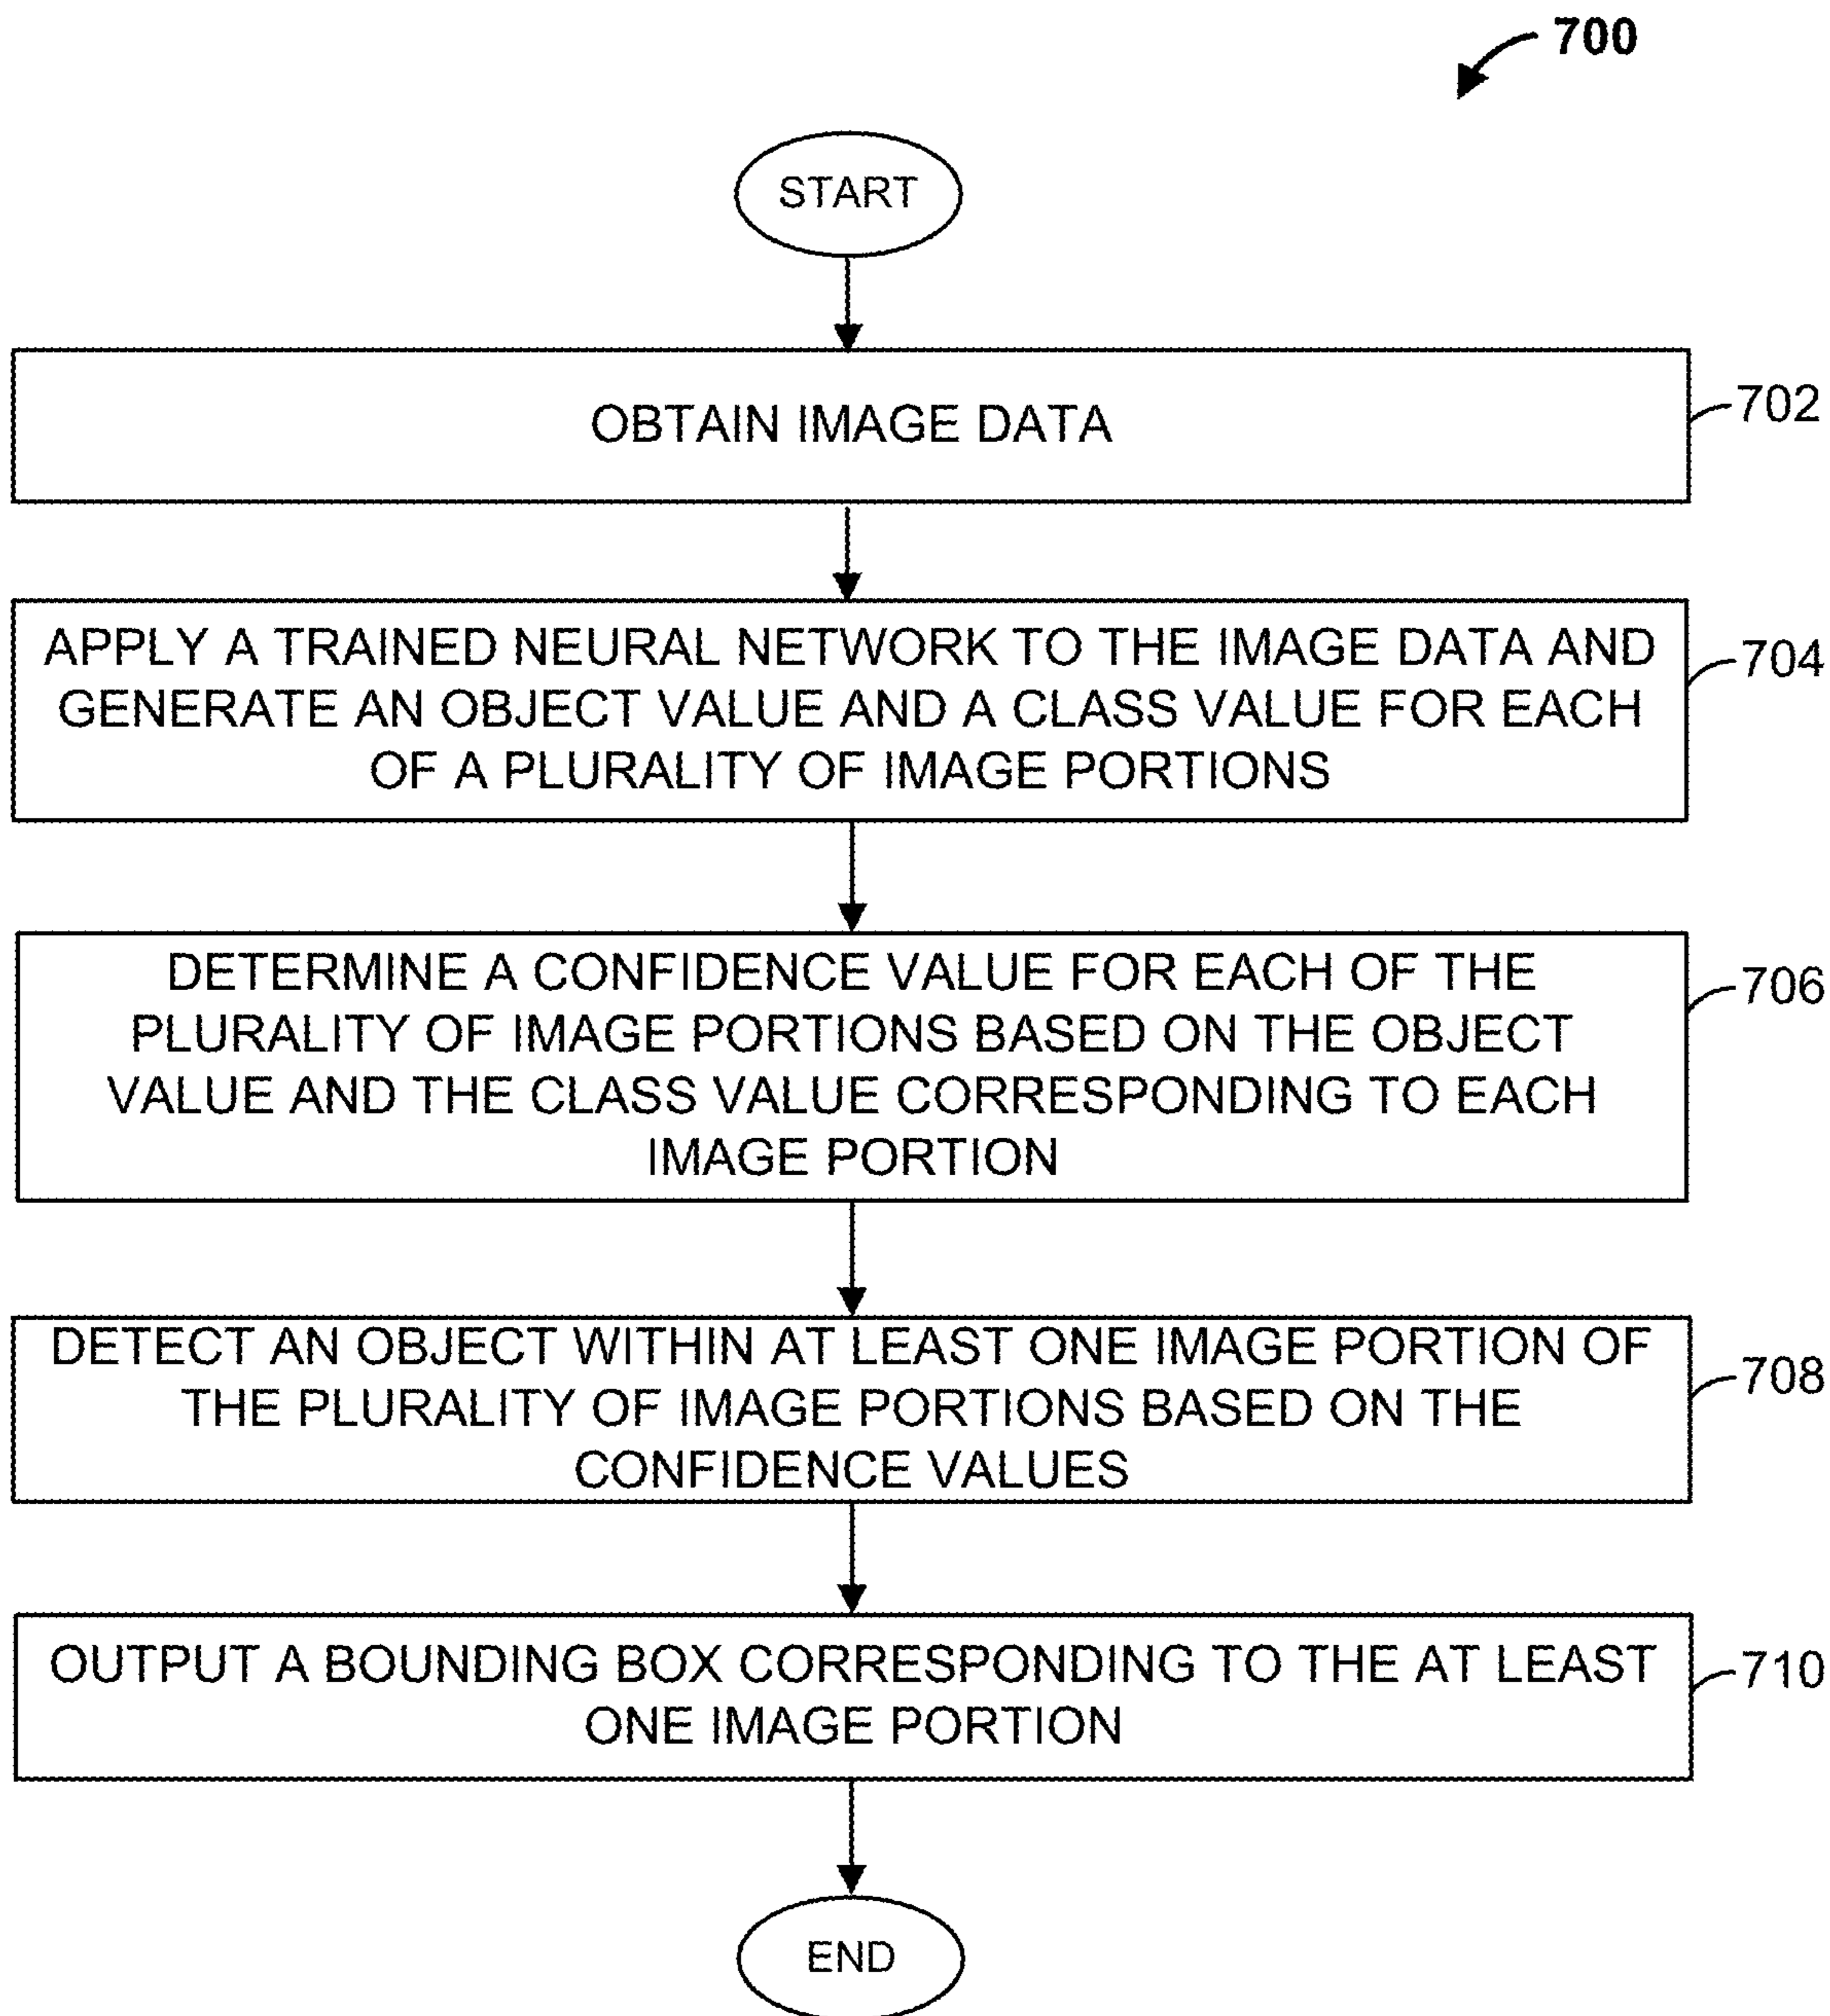 700
START
OBTAIN IMAGE DATA
702
APPLY A TRAINED NEURAL NETWORK TO THE IMAGE DATA AND
GENERATE AN OBJECT VALUE AND A CLASS VALUE FOR EACH
OF A PLURALITY OF IMAGE PORTIONS
704
DETERMINE A CONFIDENCE VALUE FOR EACH OF THE
PLURALITY OF IMAGE PORTIONS BASED ON THE OBJECT
VALUE AND THE CLASS VALUE CORRESPONDING TO EACH
IMAGE PORTION
706
DETECT AN OBJECT WITHIN AT LEAST ONE IMAGE PORTION OF
THE PLURALITY OF IMAGE PORTIONS BASED ON THE
CONFIDENCE VALUES
708
OUTPUT A BOUNDING BOX CORRESPONDING TO THE AT LEAST
ONE IMAGE PORTION
710
END